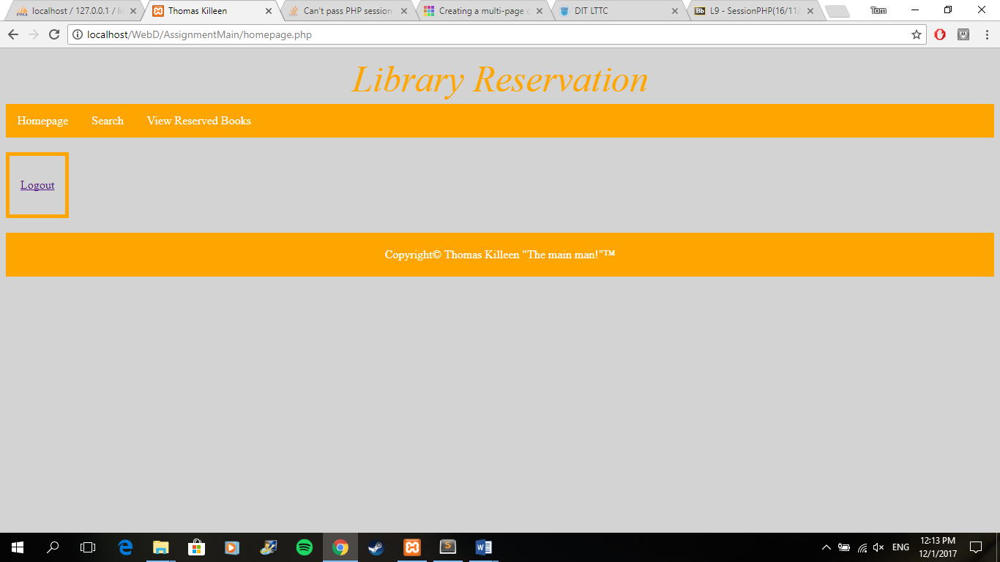 PMA localhost / 127.0.0.1 / li
Thomas Killeen
Can't pass PHP session
Creating a multi-page
DIT LTTC
Bb L9 - SessionPHP(16/11/
Tom
localhost/WebD/AssignmentMain/homepage.php
Library Reservation
Homepage Search View Reserved Books
Logout
Copyright© Thomas Killeen "The main man!"™
ENG
12:13 PM
12/1/2017